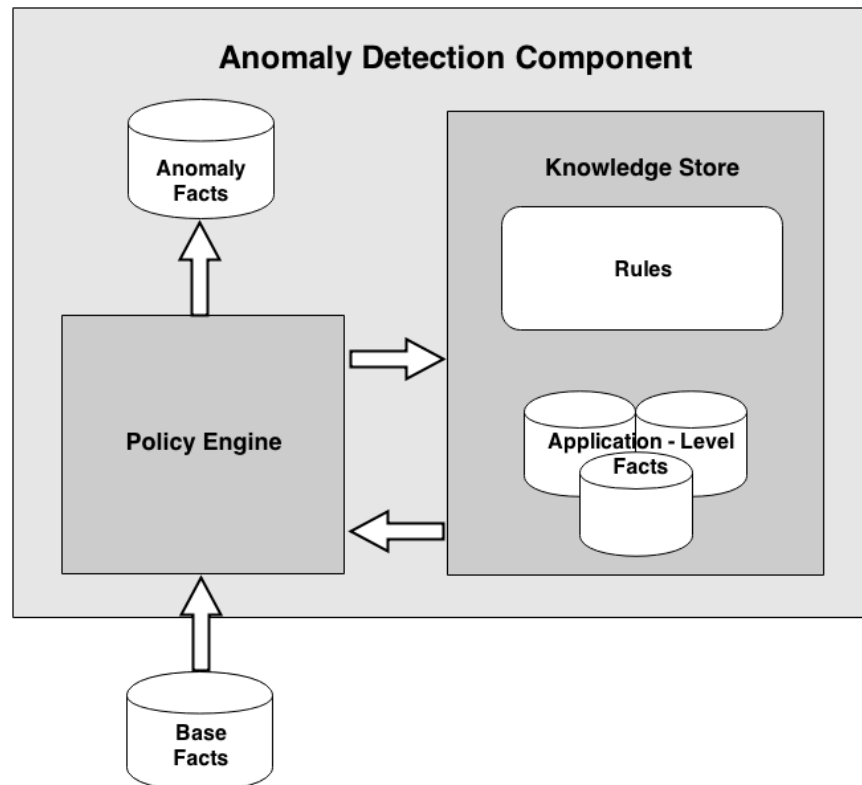 Anomaly Detection Component
Anomaly
Facts
Knowledge Store
Rules
Policy Engine
Application - Level
Facts
Base
Facts